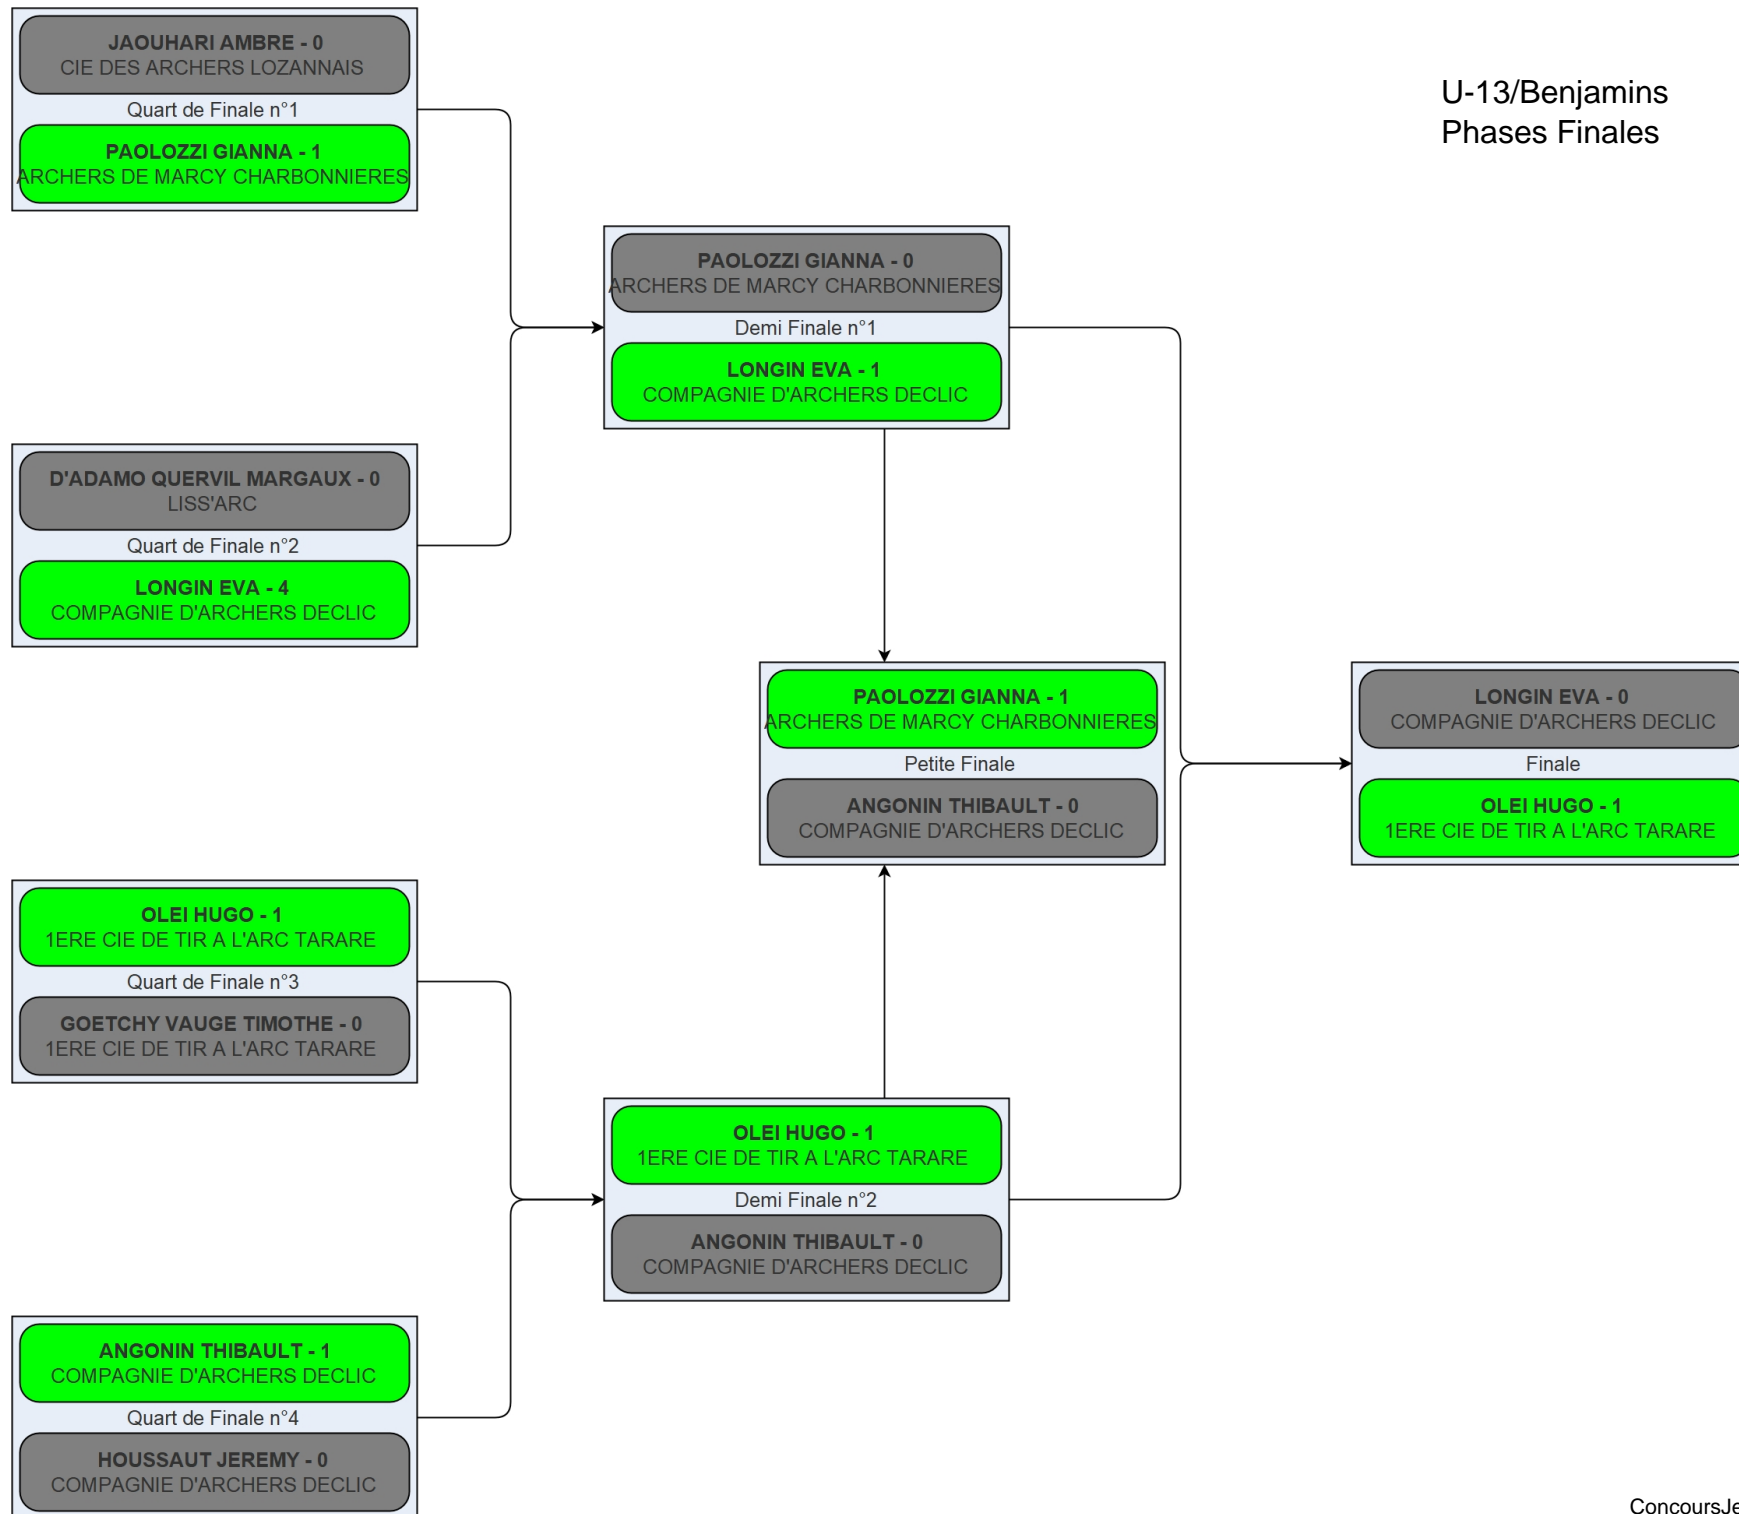 JAOUHARI AMBRE - 0
CIE DES ARCHERS LOZANNAIS
Quart de Finale n°1
PAOLOZZI GIANNA - 1
ARCHERS DE MARCY CHARBONNIERES
U-13/Benjamins
Phases Finales
PAOLOZZI GIANNA - 0
ARCHERS DE MARCY CHARBONNIERES
Demi Finale n°1
LONGIN EVA - 1
COMPAGNIE D'ARCHERS DECLIC
D'ADAMO QUERVIL MARGAUX - 0
LISS'ARC
Quart de Finale n°2
LONGIN EVA - 4
COMPAGNIE D'ARCHERS DECLIC
PAOLOZZI GIANNA - 1
ARCHERS DE MARCY CHARBONNIERES
Petite Finale
ANGONIN THIBAULT - 0
COMPAGNIE D'ARCHERS DECLIC
LONGIN EVA - 0
COMPAGNIE D'ARCHERS DECLIC
Finale
OLEI HUGO - 1
1ERE CIE DE TIR A L'ARC TARARE
OLEI HUGO - 1
1ERE CIE DE TIR A L'ARC TARARE
Quart de Finale n°3
GOETCHY VAUGE TIMOTHE - 0
1ERE CIE DE TIR A L'ARC TARARE
OLEI HUGO - 1
1ERE CIE DE TIR A L'ARC TARARE
Demi Finale n°2
ANGONIN THIBAULT - 0
COMPAGNIE D'ARCHERS DECLIC
ANGONIN THIBAULT - 1
COMPAGNIE D'ARCHERS DECLIC
Quart de Finale n°4
HOUSSAUT JEREMY - 0
COMPAGNIE D'ARCHERS DECLIC
ConcoursJe